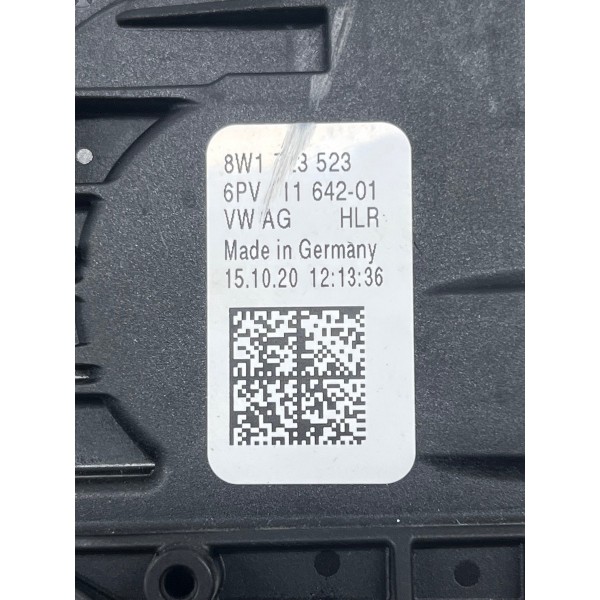 8W1 523
6PV 642-01
VW AG HLR
Made in Germany
15.10.20 12:13:36